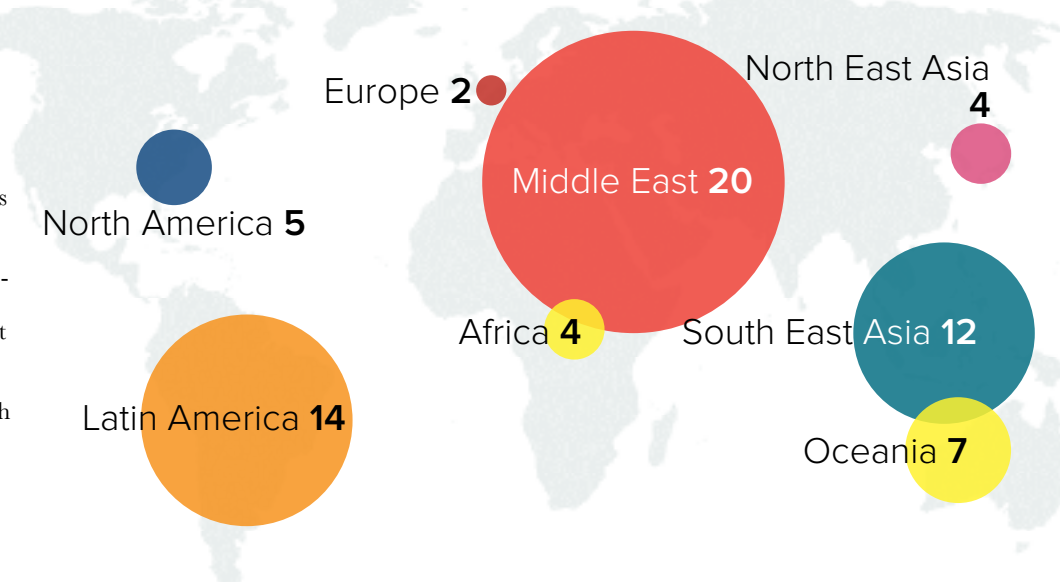 North East Asia
4
Europe 2
Middle East 20
s
North America 5
-
Africa 4
South East Asia 12
t
Latin America 14
h
Oceania 7